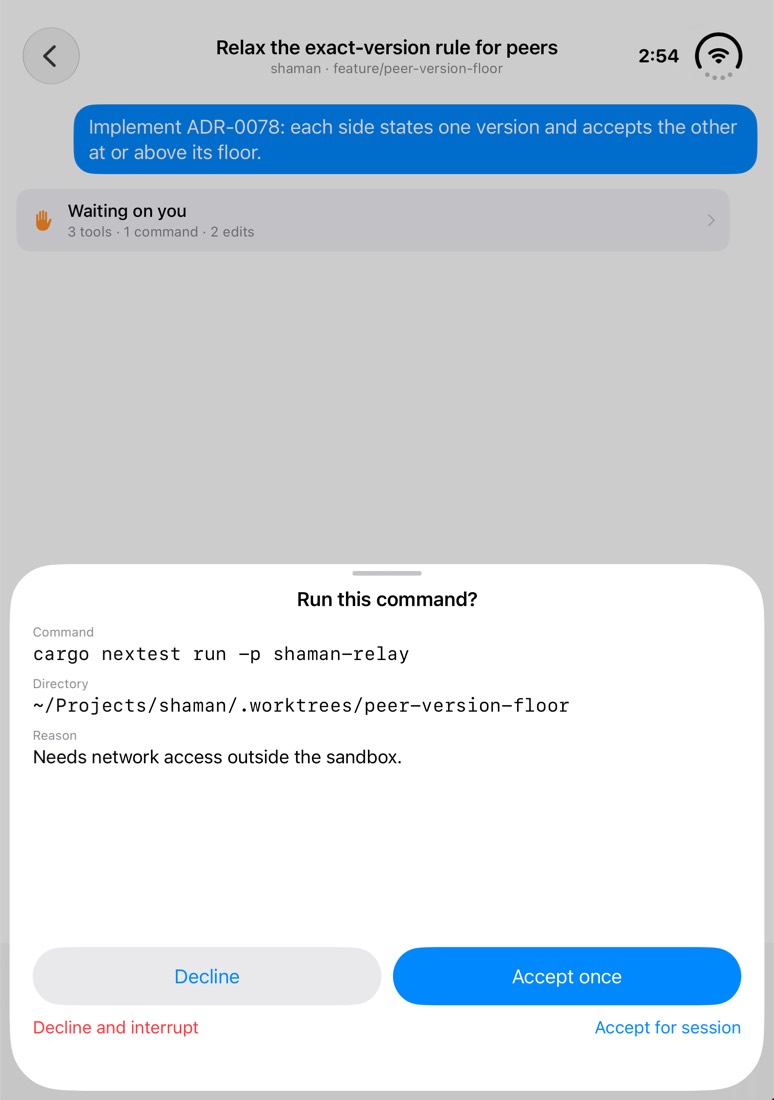 Relax the exact-version rule for peers
shaman · feature/peer-version-floor
2:54
Implement ADR-0078: each side states one version and accepts the other
at or above its floor.
Waiting on you
3 tools · 1 command · 2 edits
Run this command?
Command
cargo nextest run -p shaman-relay
Directory
~/Projects/shaman/.worktrees/peer-version-floor
Reason
Needs network access outside the sandbox.
Decline
Accept once
Decline and interrupt
Accept for session